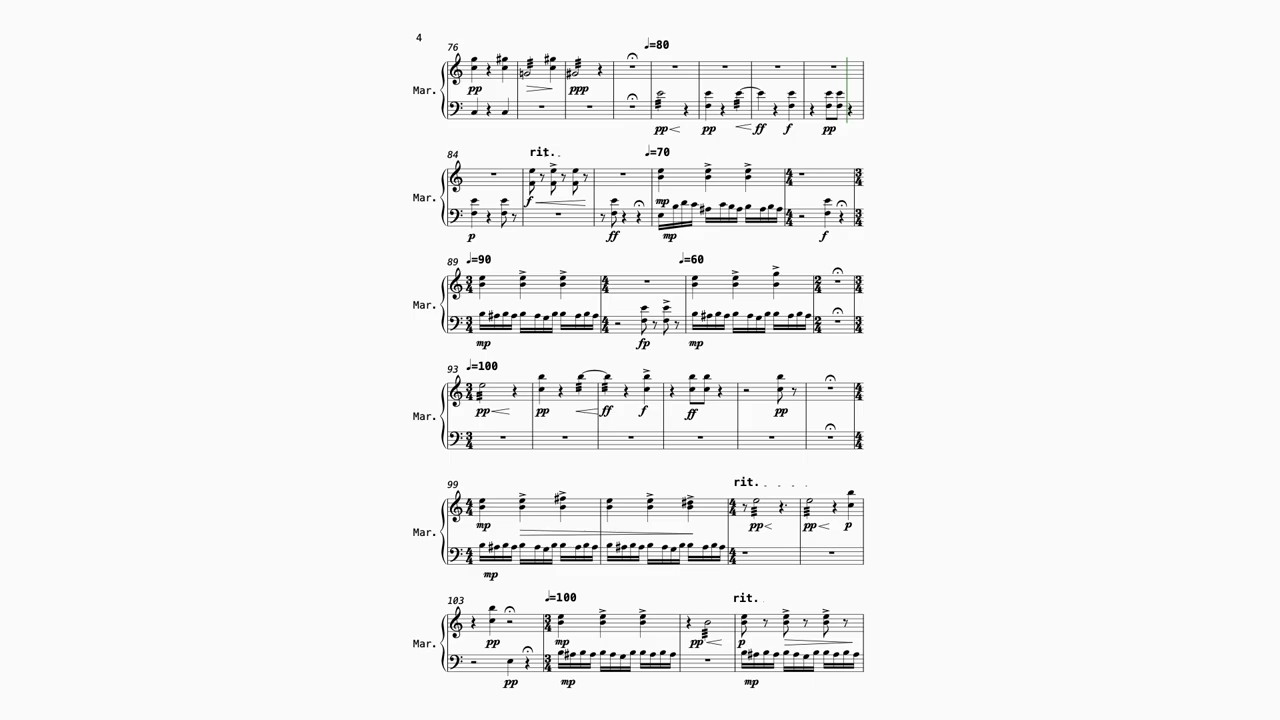 4
76
♩=80
Mar.
pp ppp
pp pp ff f pp
84
rit.
♩=70
Mar.
f mp
p ff mp f
89
♩=90
♩=60
Mar.
mp fp mp
93
♩=100
Mar.
pp pp ff f ff pp
99
rit.
Mar.
mp pp pp p
mp
103
♩=100
rit.
Mar.
pp mp pp p
pp mp mp